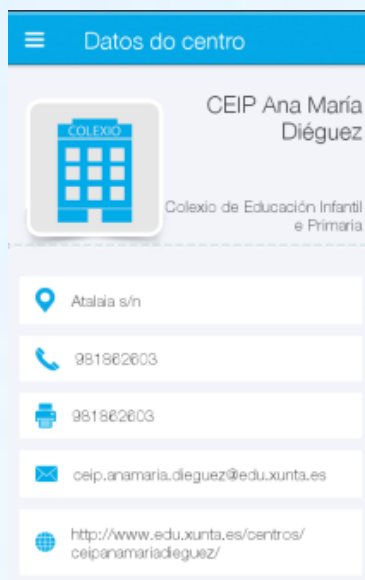 Datos do centro
COLEXIO
CEIP Ana María
Diéguez
Colexio de Educación Infantil
e Primaria
Atalaia s/n
981862603
981862603
ceip.anamaria.dieguez@edu.xunta.es
http://www.edu.xunta.es/centros/
ceipanamariadieguez/